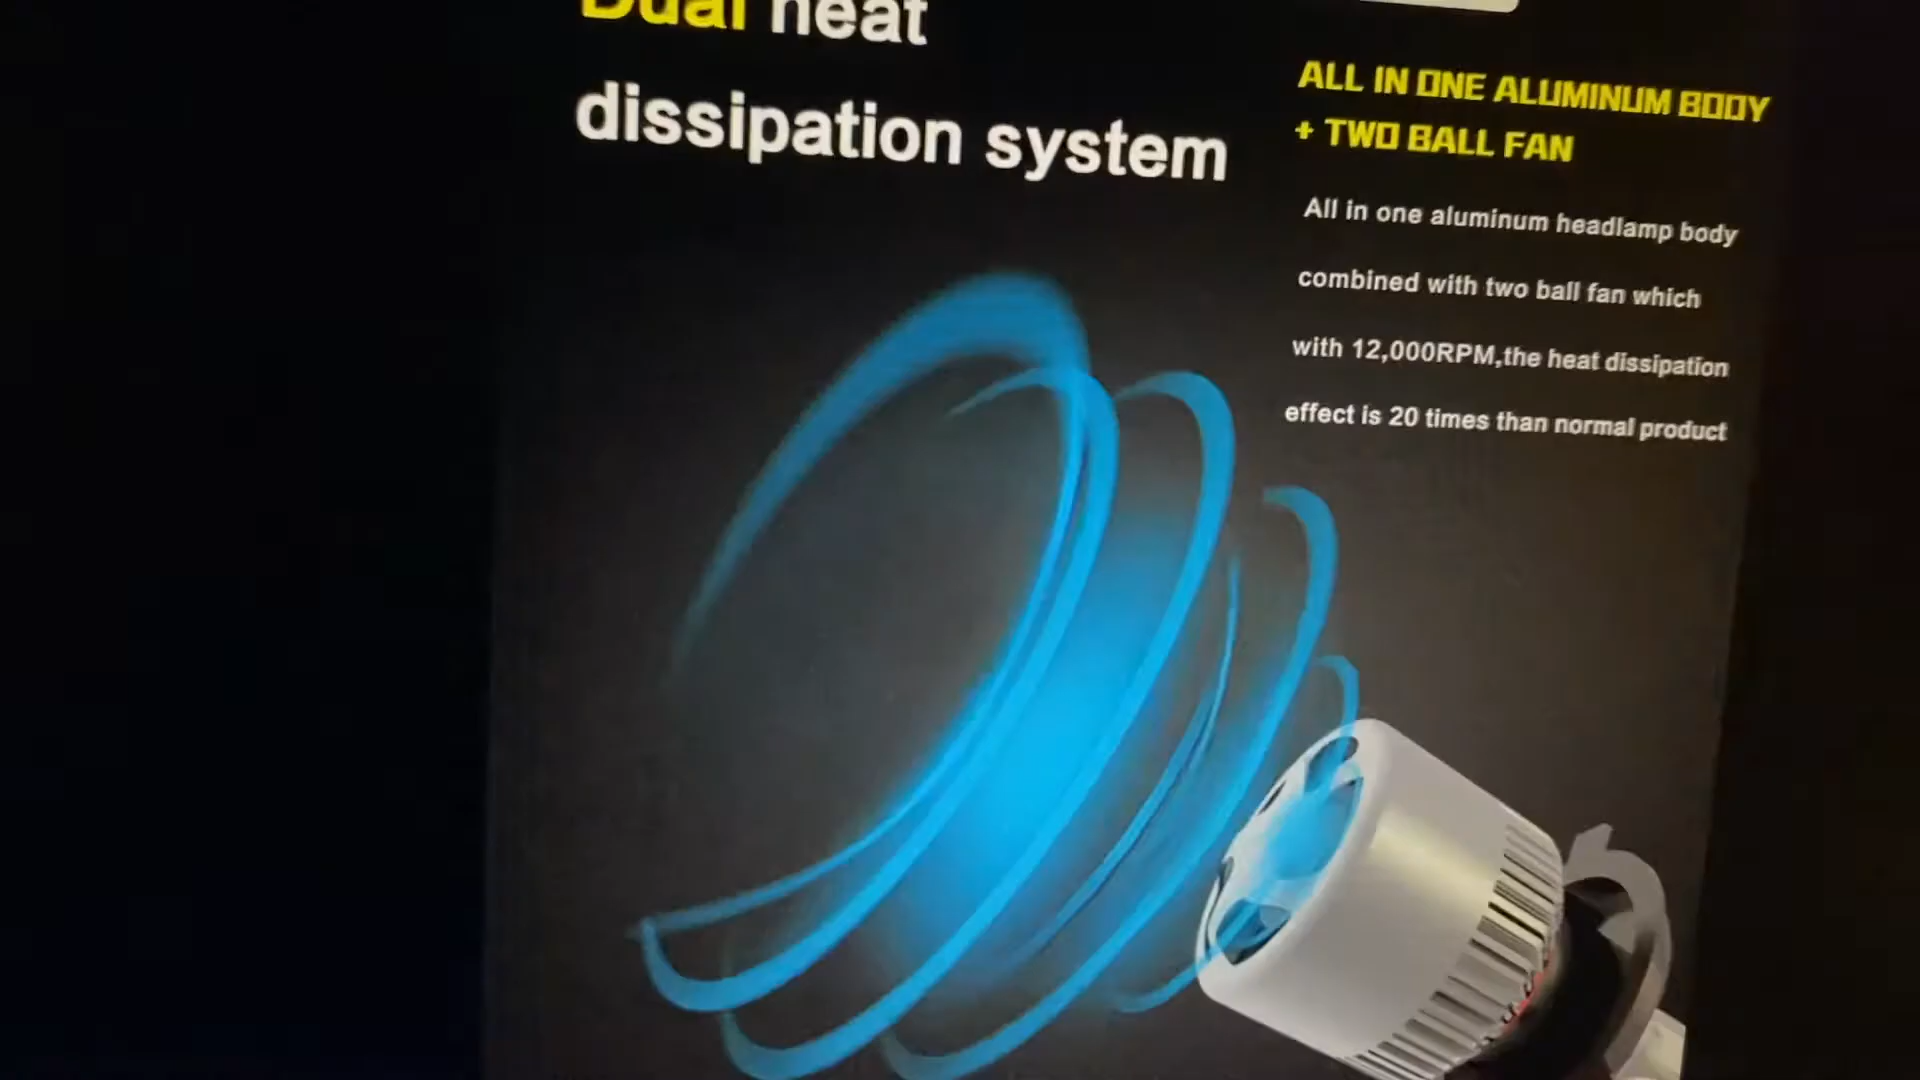 Dual heat
dissipation system
ALL IN ONE ALUMINUM BODY
+ TWO BALL FAN
All in one aluminum headlamp body
combined with two ball fan which
with 12,000RPM,the heat dissipation
effect is 20 times than normal product